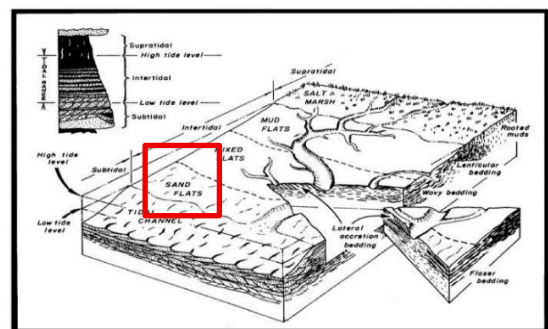 Supratidal
High tide level
Intertidal
Low tide level
Subtidal
Supratidal
SALT &
MARSH
MUD
FLATS
Intertidal
FLATS
Rooted
muds
Lenticular
bedding
High tide
level
Subtidal
SAND
FLATS
Wavy bedding
Low tide
level
CHANNEL
Lateral
accretion
bedding
Flaser
bedding